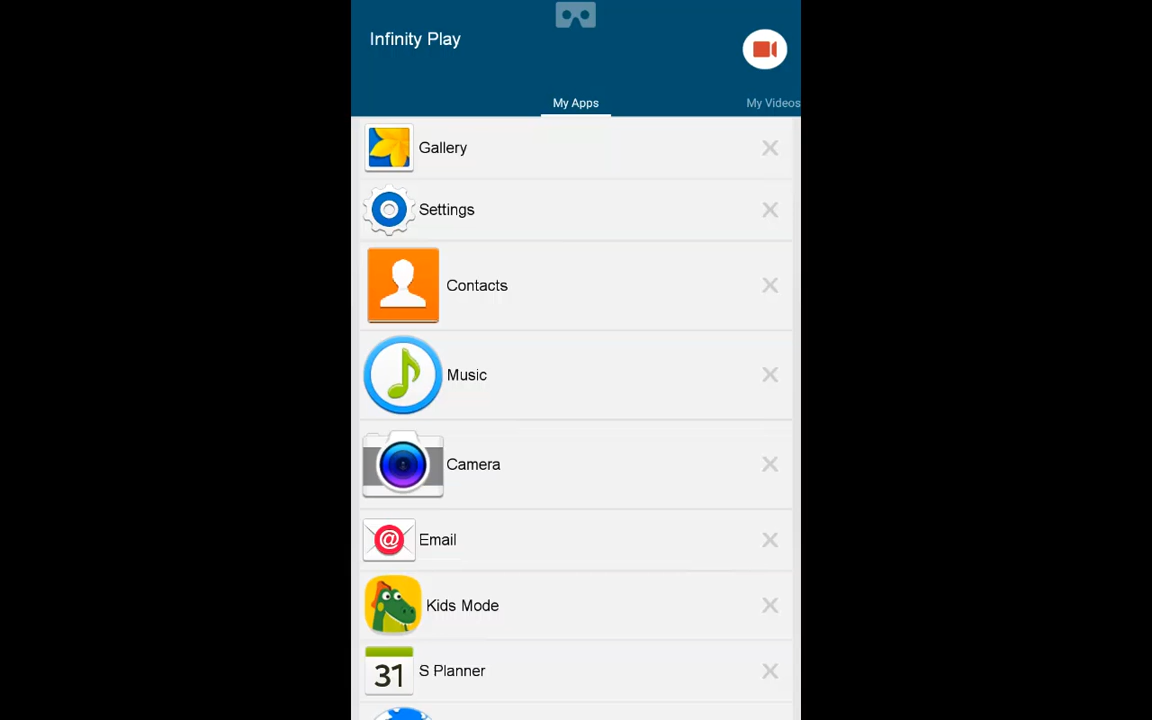 Infinity Play
My Apps
My Videos
Gallery
Settings
Contacts
Music
Camera
@
Email
Kids Mode
31
S Planner